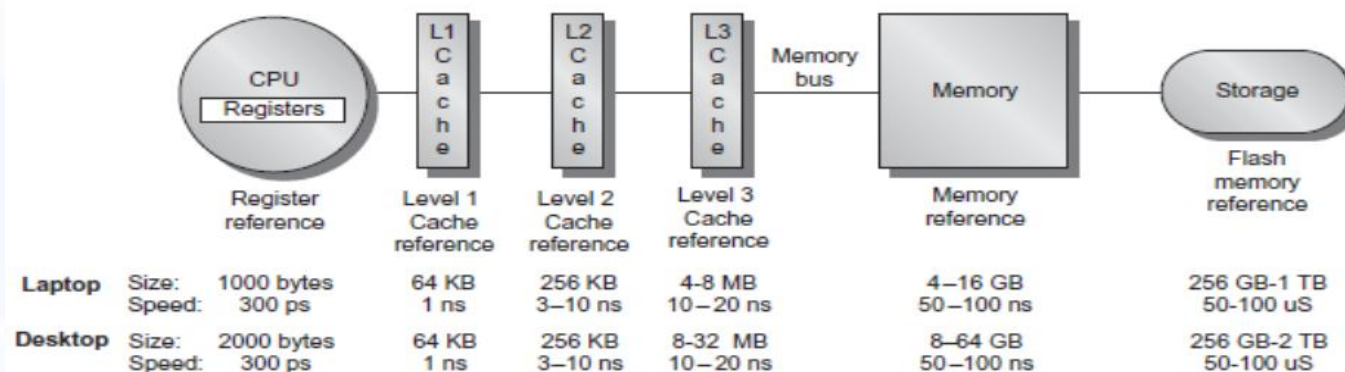 CPU
Registers
L1
C
a
c
h
e
L2
C
a
c
h
e
L3
C
a
c
h
e
Memory
bus
Memory
Storage
Register
reference
Level 1
Cache
reference
Level 2
Cache
reference
Level 3
Cache
reference
Memory
reference
Flash
memory
reference
Laptop Size: 1000 bytes 64 KB 256 KB 4-8 MB 4–16 GB 256 GB-1 TB
Speed: 300 ps 1 ns 3–10 ns 10–20 ns 50–100 ns 50-100 uS
Desktop Size: 2000 bytes 64 KB 256 KB 8-32 MB 8–64 GB 256 GB-2 TB
Speed: 300 ps 1 ns 3–10 ns 10–20 ns 50–100 ns 50-100 uS